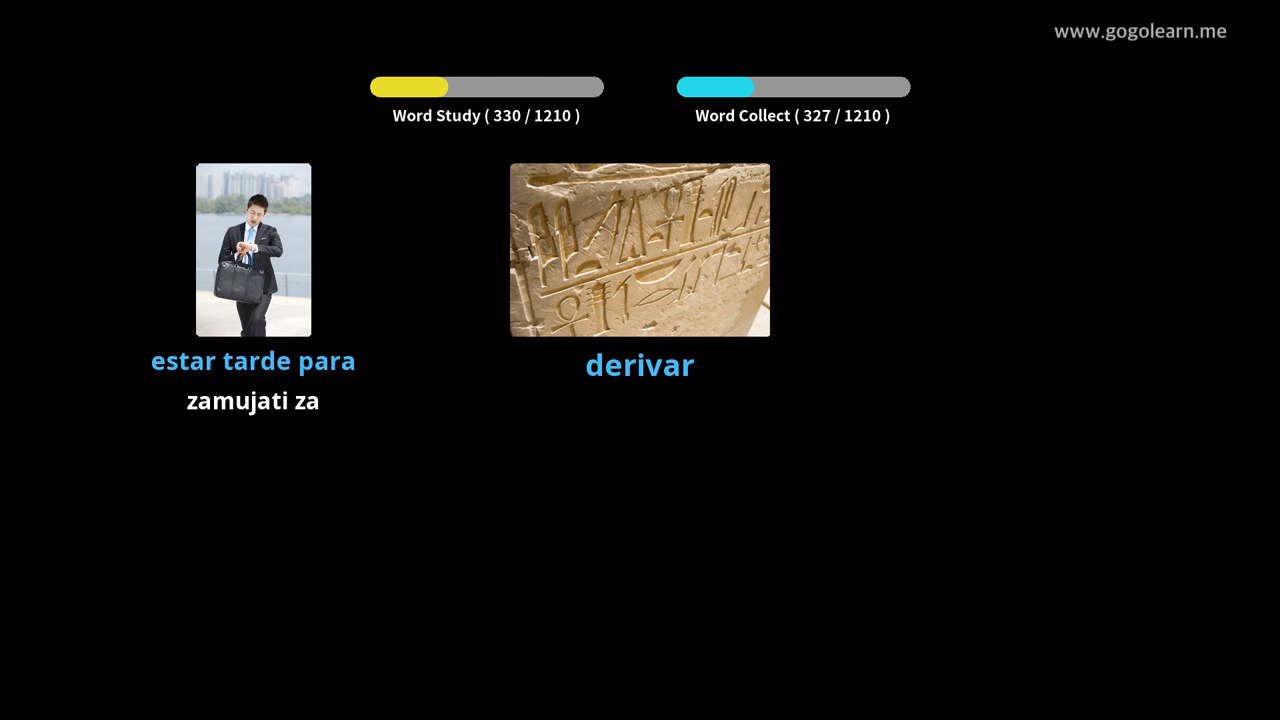 www.gogolearn.me
Word Study ( 330 / 1210 )
Word Collect ( 327 / 1210 )
estar tarde para
zamujati za
derivar